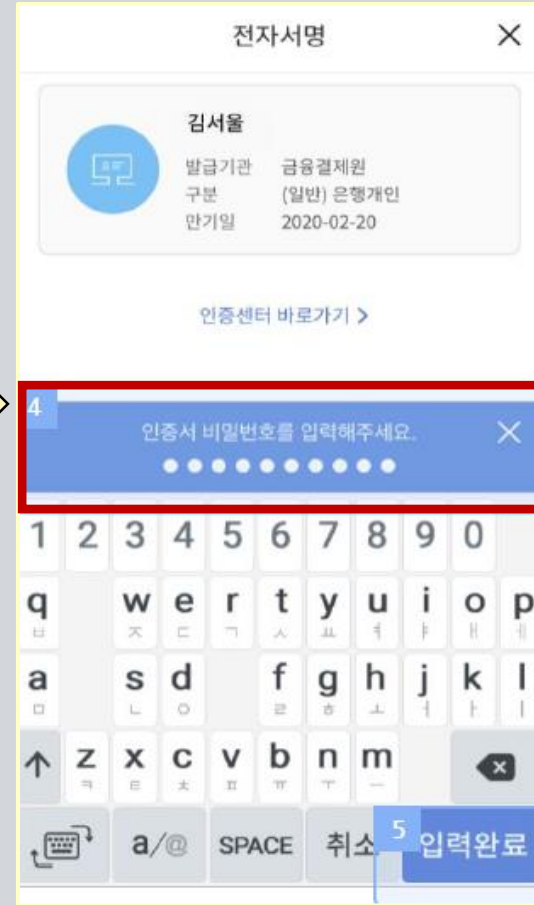 전자서명
김서울
발급기관 금융결제원
구분 (일반) 은행개인
만기일 2020-02-20
인증센터 바로가기 >
4
인증서 비밀번호를 입력해주세요.
1 2 3 4 5 6 7 8 9 0
q w e r t y u i o p
ㅂ ㅈ ㄷ ㄱ ㅅ ㅛ ㅕ ㅑ ㅐ ㅔ
a s d f g h j k l
ㅁ ㄴ ㅇ ㄹ ㅎ ㅗ ㅓ ㅏ ㅣ
z x c v b n m
ㅋ ㅌ ㅊ ㅍ ㅠ ㅜ ㅡ
a/@ SPACE 취소 5 입력완료